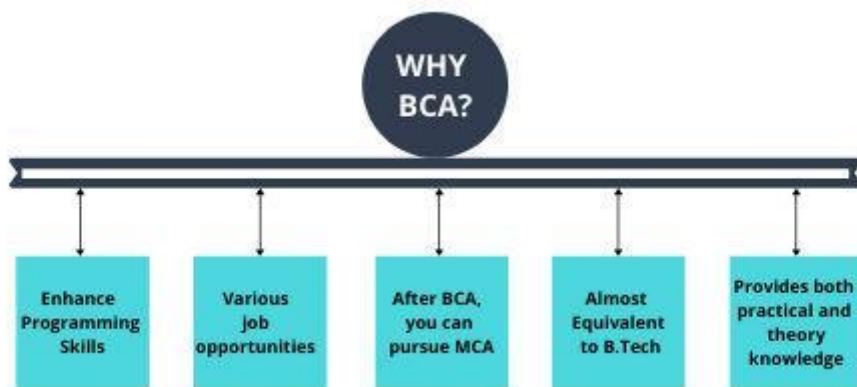 WHY
BCA?
Enhance
Programming
Skills
Various
job
opportunities
After BCA,
you can
pursue MCA
Almost
Equivalent
to B.Tech
Provides both
practical and
theory
knowledge